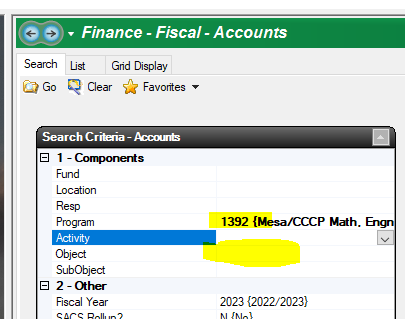 Finance - Fiscal - Accounts
Search List Grid Display
Go Clear Favorites
Search Criteria - Accounts
1 - Components
Fund
Location
Resp
Program 1392 {Mesa/CCCP Math, Engn
Activity
Object
SubObject
2 - Other
Fiscal Year 2023 {2022/2023}
SACS Rollup? N {No}